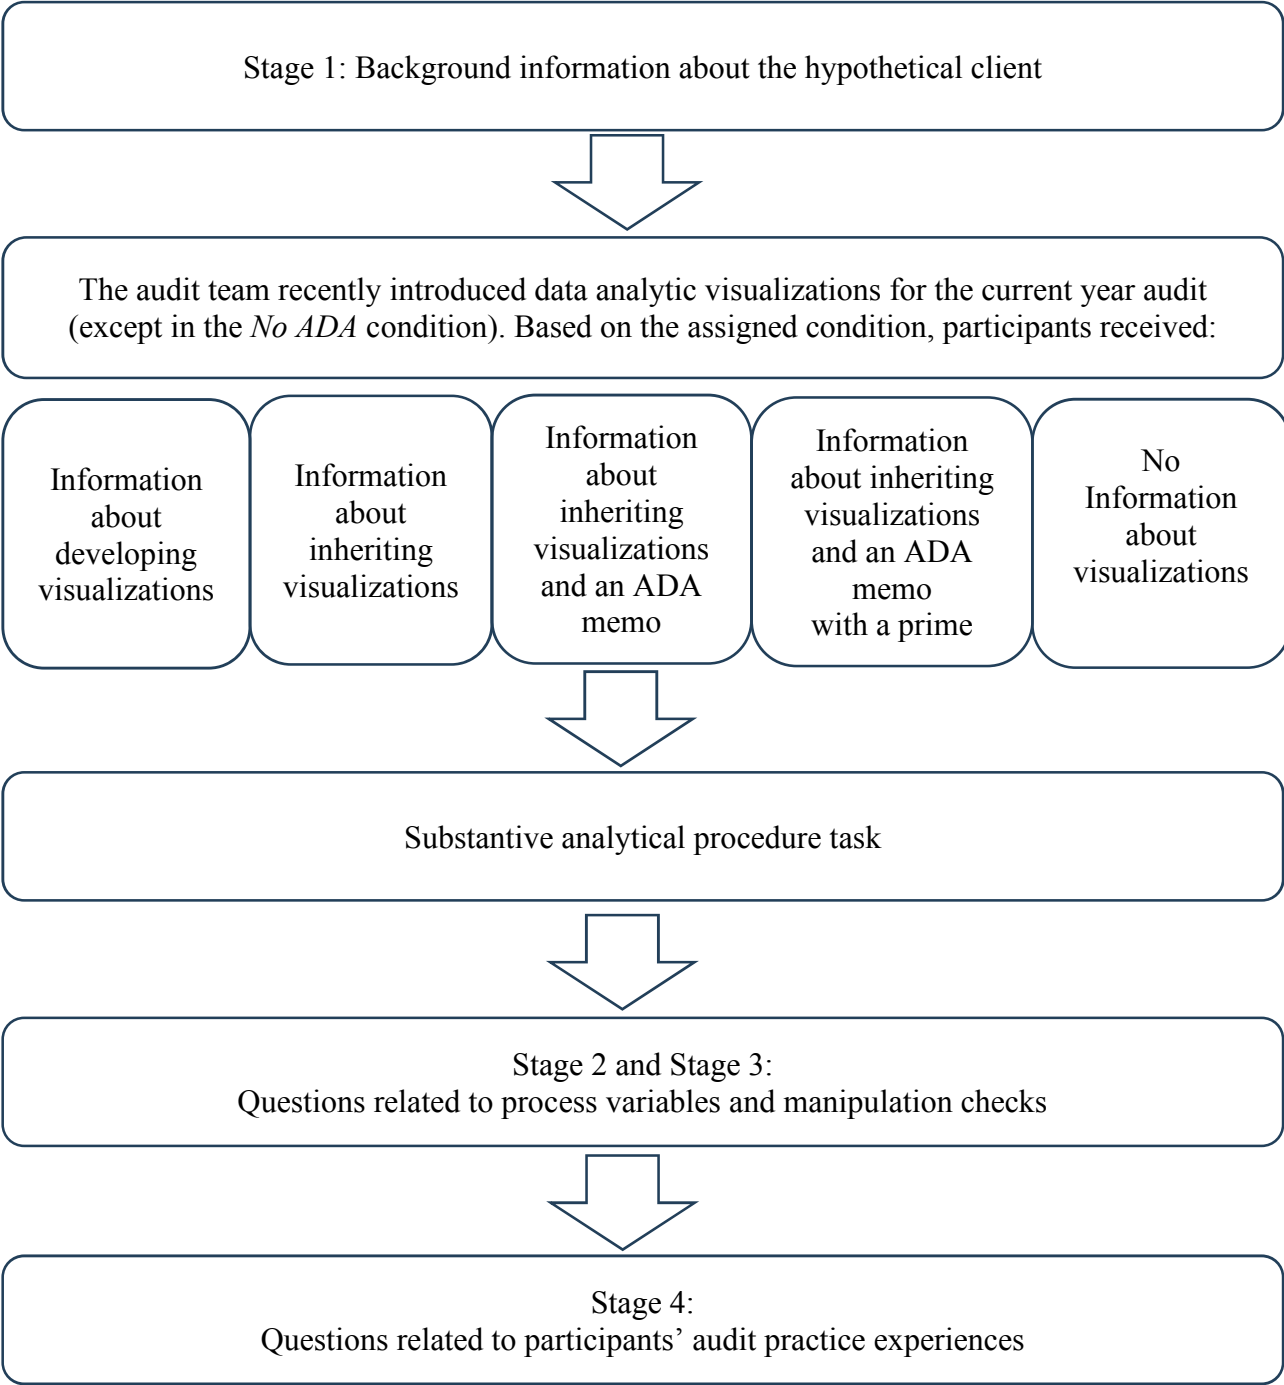 Stage 1: Background information about the hypothetical client
The audit team recently introduced data analytic visualizations for the current year audit
(except in the No ADA condition). Based on the assigned condition, participants received:
Information
about
developing
visualizations
Information
about
inheriting
visualizations
Information
about
inheriting
visualizations
and an ADA
memo
Information
about inheriting
visualizations
and an ADA
memo
with a prime
No
Information
about
visualizations
Substantive analytical procedure task
Stage 2 and Stage 3:
Questions related to process variables and manipulation checks
Stage 4:
Questions related to participants’ audit practice experiences